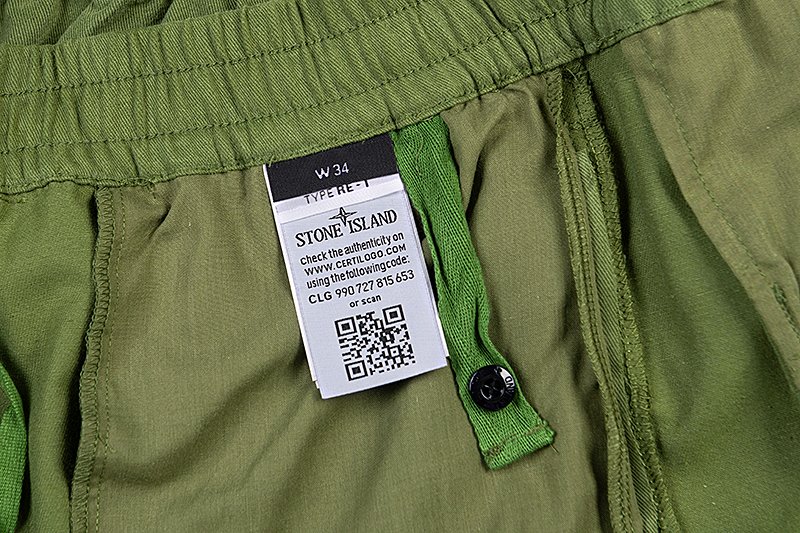 W 34
TYPE RE - T
STONE ISLAND
check the authenticity on
WWW.CERTILOGO.COM
using the following code:
CLG 990 727 815 653
or scan